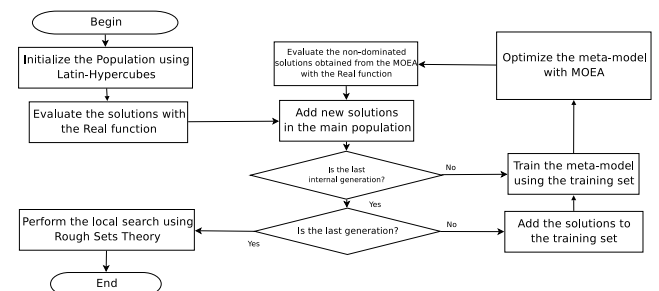 Begin
Initialize the Population using
Latin-Hypercubes
Evaluate the solutions with
the Real function
Evaluate the non-dominated
solutions obtained from the MOEA
with the Real function
Optimize the meta-model
with MOEA
Add new solutions
in the main population
Is the last
internal generation?
No
Train the meta-model
using the training set
Yes
Perform the local search using
Rough Sets Theory
Yes
Is the last generation?
No
Add the solutions to
the training set
End